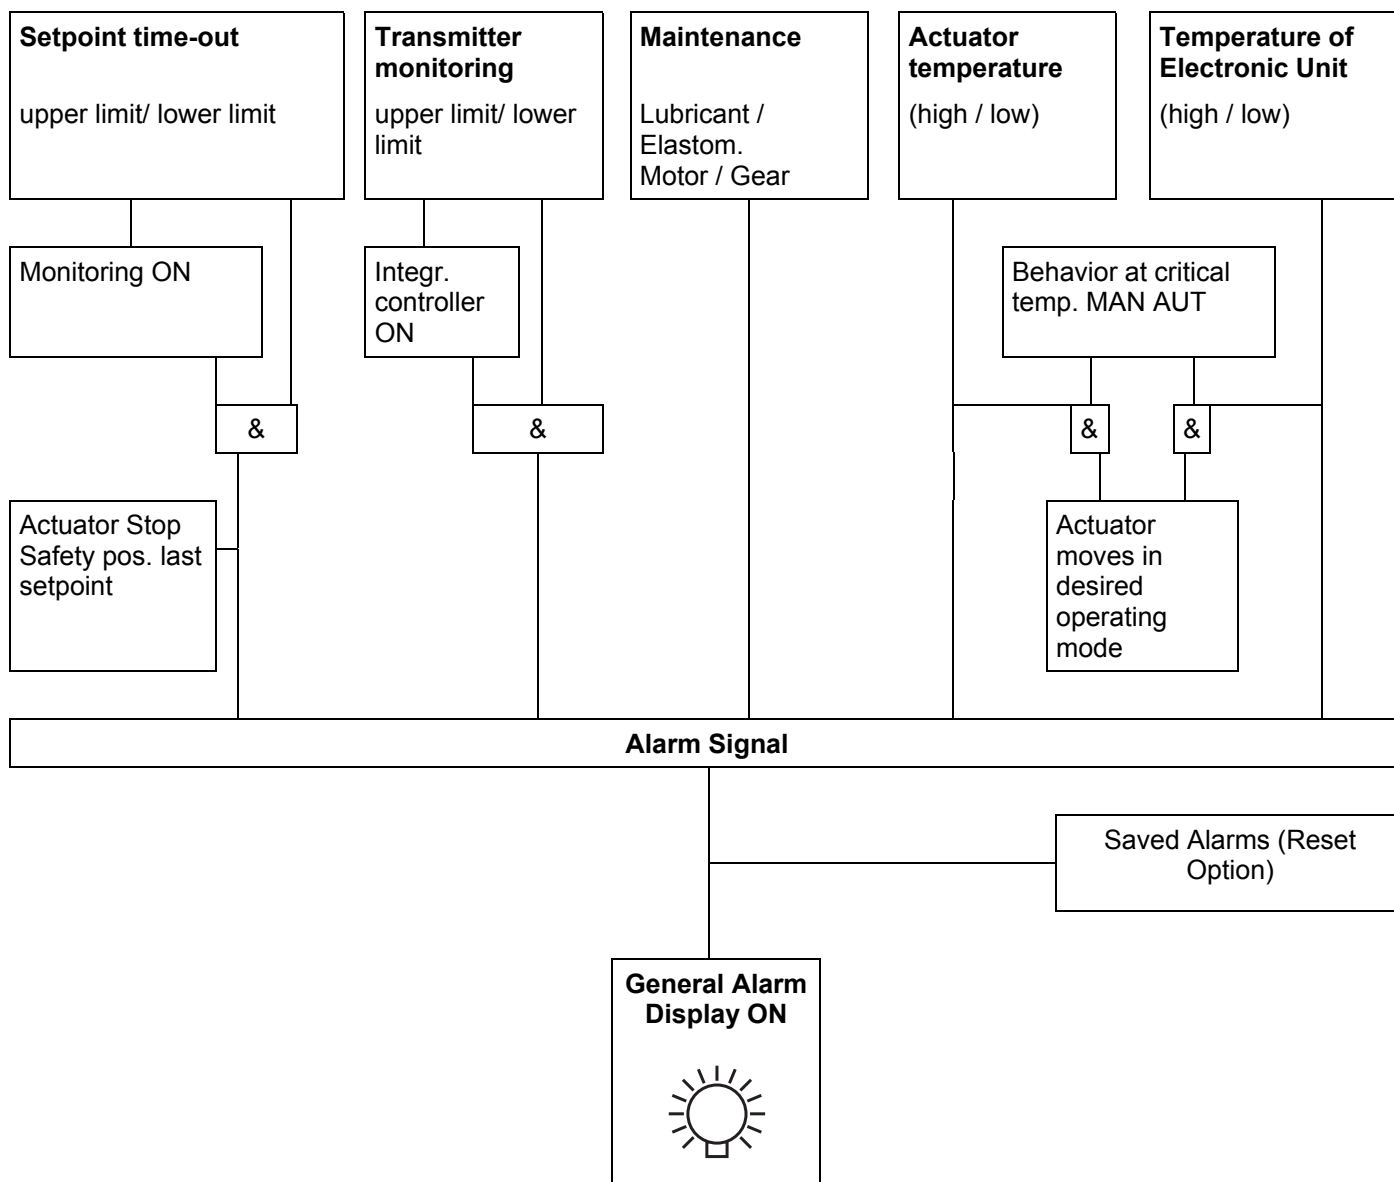 Setpoint time-out
upper limit/ lower limit
Transmitter
monitoring
upper limit/ lower
limit
Maintenance
Lubricant /
Elastom.
Motor / Gear
Actuator
temperature
(high / low)
Temperature of
Electronic Unit
(high / low)
Monitoring ON
Integr.
controller
ON
Behavior at critical
temp. MAN AUT
&
&
&
&
Actuator Stop
Safety pos. last
setpoint
Actuator
moves in
desired
operating
mode
Alarm Signal
Saved Alarms (Reset
Option)
General Alarm
Display ON